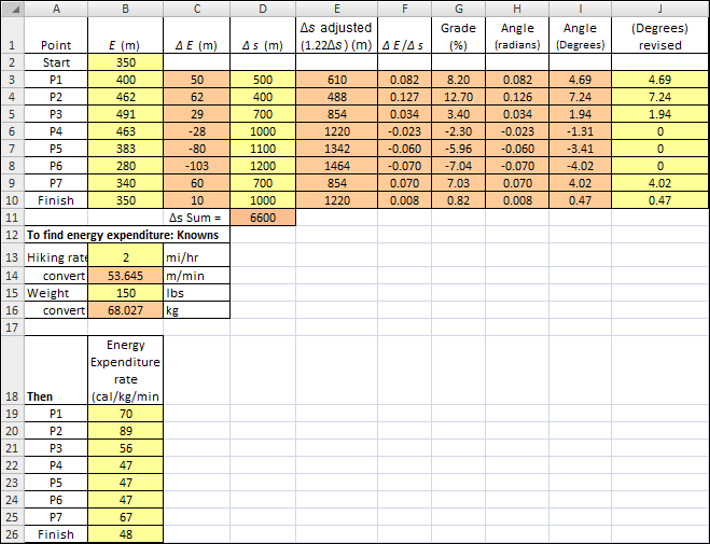 A B C D E F G H I J
1 Point E (m) Δ E (m) Δ s (m) Δs adjusted (1.22Δs) (m) Δ E/Δ s Grade (%) Angle (radians) Angle (Degrees) (Degrees) revised
2 Start 350
3 P1 400 50 500 610 0.082 8.20 0.082 4.69 4.69
4 P2 462 62 400 488 0.127 12.70 0.126 7.24 7.24
5 P3 491 29 700 854 0.034 3.40 0.034 1.94 1.94
6 P4 463 -28 1000 1220 -0.023 -2.30 -0.023 -1.31 0
7 P5 383 -80 1100 1342 -0.060 -5.96 -0.060 -3.41 0
8 P6 280 -103 1200 1464 -0.070 -7.04 -0.070 -4.02 0
9 P7 340 60 700 854 0.070 7.03 0.070 4.02 4.02
10 Finish 350 10 1000 1220 0.008 0.82 0.008 0.47 0.47
11 Δs Sum = 6600
12 To find energy expenditure: Knowns
13 Hiking rate 2 mi/hr
14 convert 53.645 m/min
15 Weight 150 lbs
16 convert 68.027 kg
17
18 Then Energy Expenditure rate (cal/kg/min
19 P1 70
20 P2 89
21 P3 56
22 P4 47
23 P5 47
24 P6 47
25 P7 67
26 Finish 48